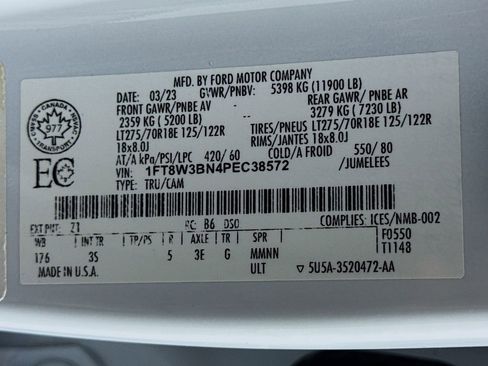 MFD. BY FORD MOTOR COMPANY
DATE: 03/23 GVWR/PNBV: 5398 KG (11900 LB)
FRONT GAWR/PNBE AV REAR GAWR/ PNBE AR
2359 KG ( 5200 LB) 3279 KG ( 7230 LB)
LT275/70R18E 125/122R TIRES/PNEUS LT275/70R18E 125/122R
18x8.0J RIMS/JANTES 18x8.0J
AT/A kPa/PSI/LPC 420/ 60 COLD/A FROID 550/ 80
VIN: 1FT8W3BN4PEC38572 /JUMELEES
TYPE: TRU/CAM
CANADA
977
EC
EXT PNT: Z1 RC: B6 DSO COMPLIES: ICES/NMB-002
WB INT TR TP/PS R AXLE TR SPR F0550
176 3S 5 3E G MMNN T1148
MADE IN U.S.A. ULT ▽ 5U5A-3520472-AA